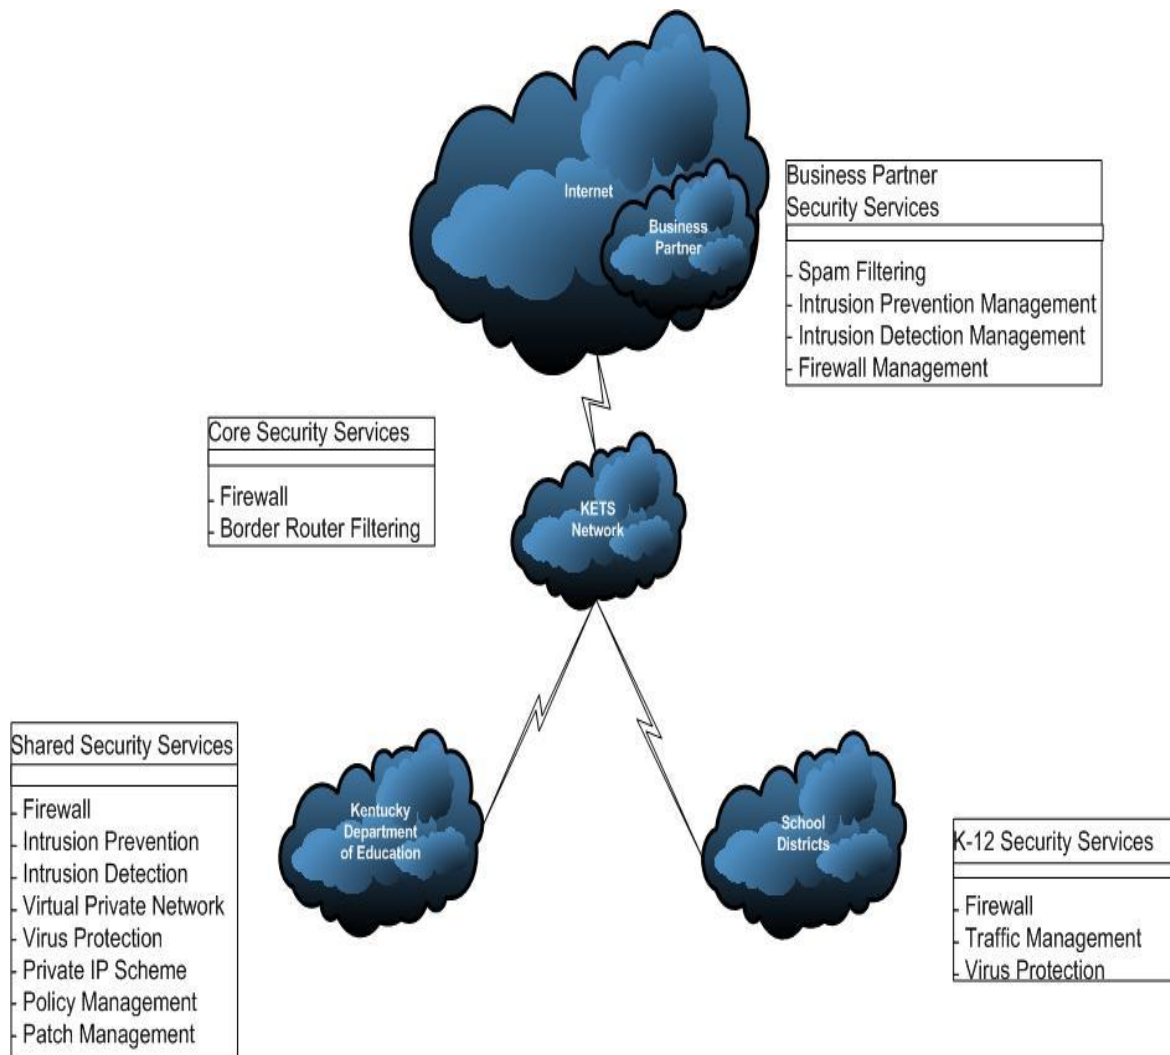 Internet
Business
Partner
Business Partner
Security Services
- Spam Filtering
- Intrusion Prevention Management
- Intrusion Detection Management
- Firewall Management
Core Security Services
- Firewall
- Border Router Filtering
KETS
Network
Shared Security Services
- Firewall
- Intrusion Prevention
- Intrusion Detection
- Virtual Private Network
- Virus Protection
- Private IP Scheme
- Policy Management
- Patch Management
Kentucky
Department
of Education
School
Districts
K-12 Security Services
- Firewall
- Traffic Management
- Virus Protection